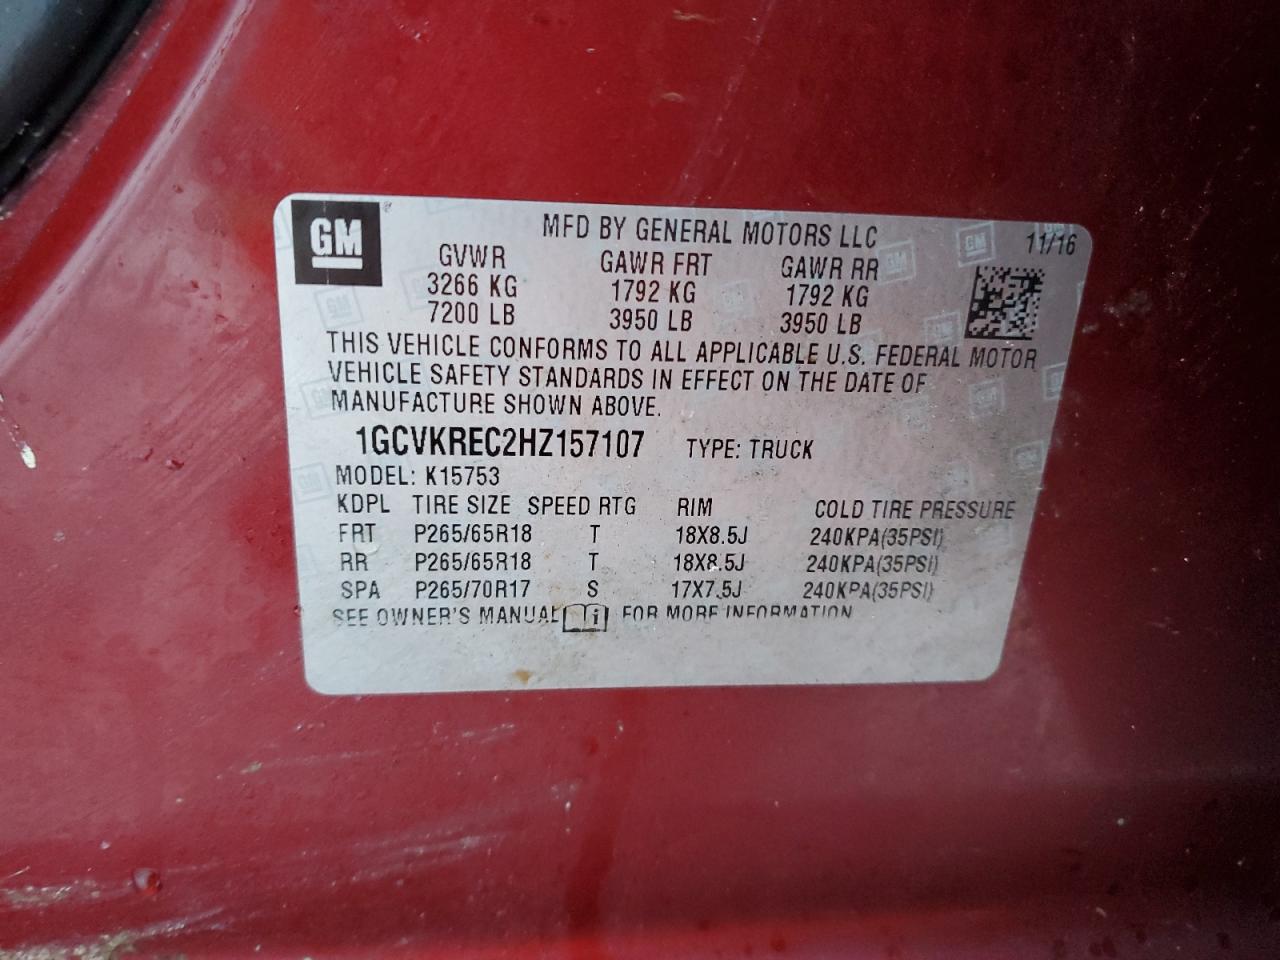 GM
MFD BY GENERAL MOTORS LLC
11/16
GVWR GAWR FRT GAWR RR
3266 KG 1792 KG 1792 KG
7200 LB 3950 LB 3950 LB
THIS VEHICLE CONFORMS TO ALL APPLICABLE U.S. FEDERAL MOTOR
VEHICLE SAFETY STANDARDS IN EFFECT ON THE DATE OF
MANUFACTURE SHOWN ABOVE.
1GCVKREC2HZ157107 TYPE: TRUCK
MODEL: K15753
KDPL TIRE SIZE SPEED RTG RIM COLD TIRE PRESSURE
FRT P265/65R18 T 18X8.5J 240KPA(35PSI)
RR P265/65R18 T 18X8.5J 240KPA(35PSI)
SPA P265/70R17 S 17X7.5J 240KPA(35PSI)
SEE OWNER'S MANUAL i FOR MORE INFORMATION